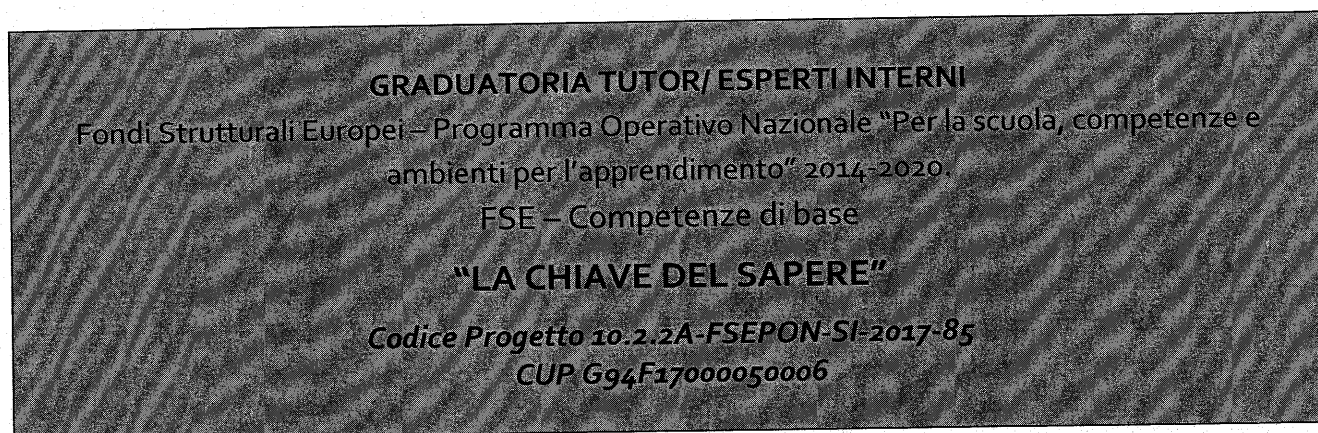 GRADUATORIA TUTOR/ ESPERTI INTERNI
Fondi Strutturali Europei – Programma Operativo Nazionale “Per la scuola, competenze e
ambienti per l’apprendimento” 2014-2020.
FSE – Competenze di base
“LA CHIAVE DEL SAPERE”
Codice Progetto 10.2.2A-FSEPON-SI-2017-85
CUP G94F17000050006